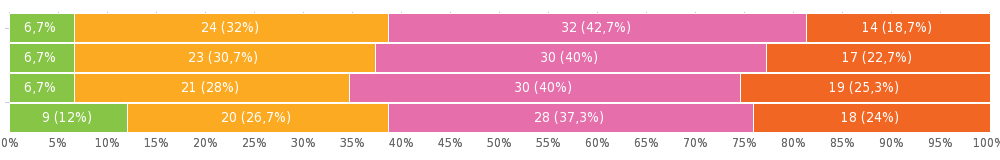 6,7% 24 (32%) 32 (42,7%) 14 (18,7%)
6,7% 23 (30,7%) 30 (40%) 17 (22,7%)
6,7% 21 (28%) 30 (40%) 19 (25,3%)
9 (12%) 20 (26,7%) 28 (37,3%) 18 (24%)
0% 5% 10% 15% 20% 25% 30% 35% 40% 45% 50% 55% 60% 65% 70% 75% 80% 85% 90% 95% 100%